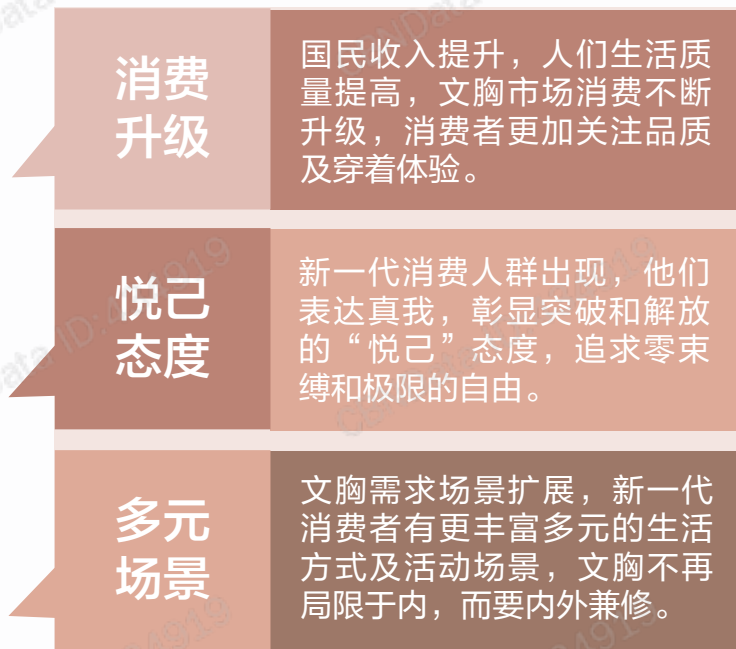 消费
升级
国民收入提升，人们生活质
量提高，文胸市场消费不断
升级，消费者更加关注品质
及穿着体验。
悦己
态度
新一代消费人群出现，他们
表达真我，彰显突破和解放
的“悦己”态度，追求零束
缚和极限的自由。
多元
场景
文胸需求场景扩展，新一代
消费者有更丰富多元的生活
方式及活动场景，文胸不再
局限于内，而要内外兼修。